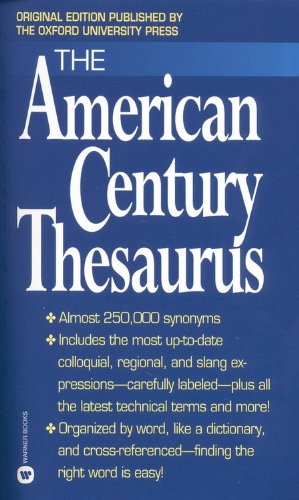 ORIGINAL EDITION PUBLISHED BY
THE OXFORD UNIVERSITY PRESS
THE
American
Century
Thesaurus
✤ Almost 250,000 synonyms
✤ Includes the most up-to-date
colloquial, regional, and slang ex-
pressions—carefully labeled—plus all
the latest technical terms and more!
✤ Organized by word, like a dictionary,
and cross-referenced—finding the
right word is easy!
WARNER BOOKS